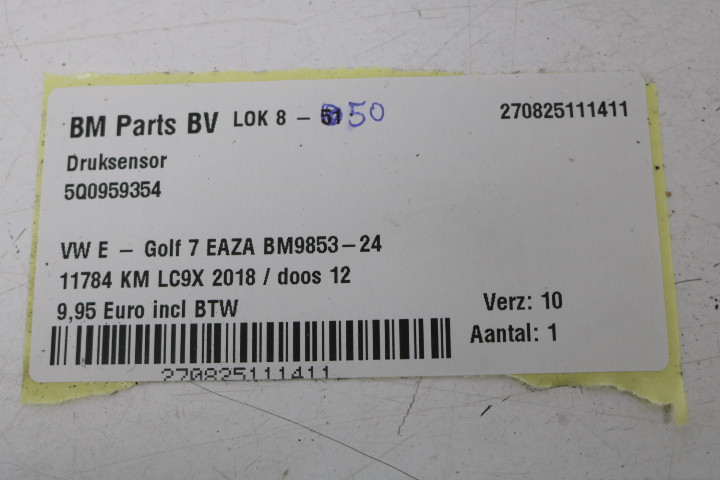 BM Parts BV LOK 8 – 50 270825111411
Druksensor
5Q0959354
VW E – Golf 7 EAZA BM9853–24
11784 KM LC9X 2018 / doos 12
9,95 Euro incl BTW Verz: 10
Aantal: 1
270825111411